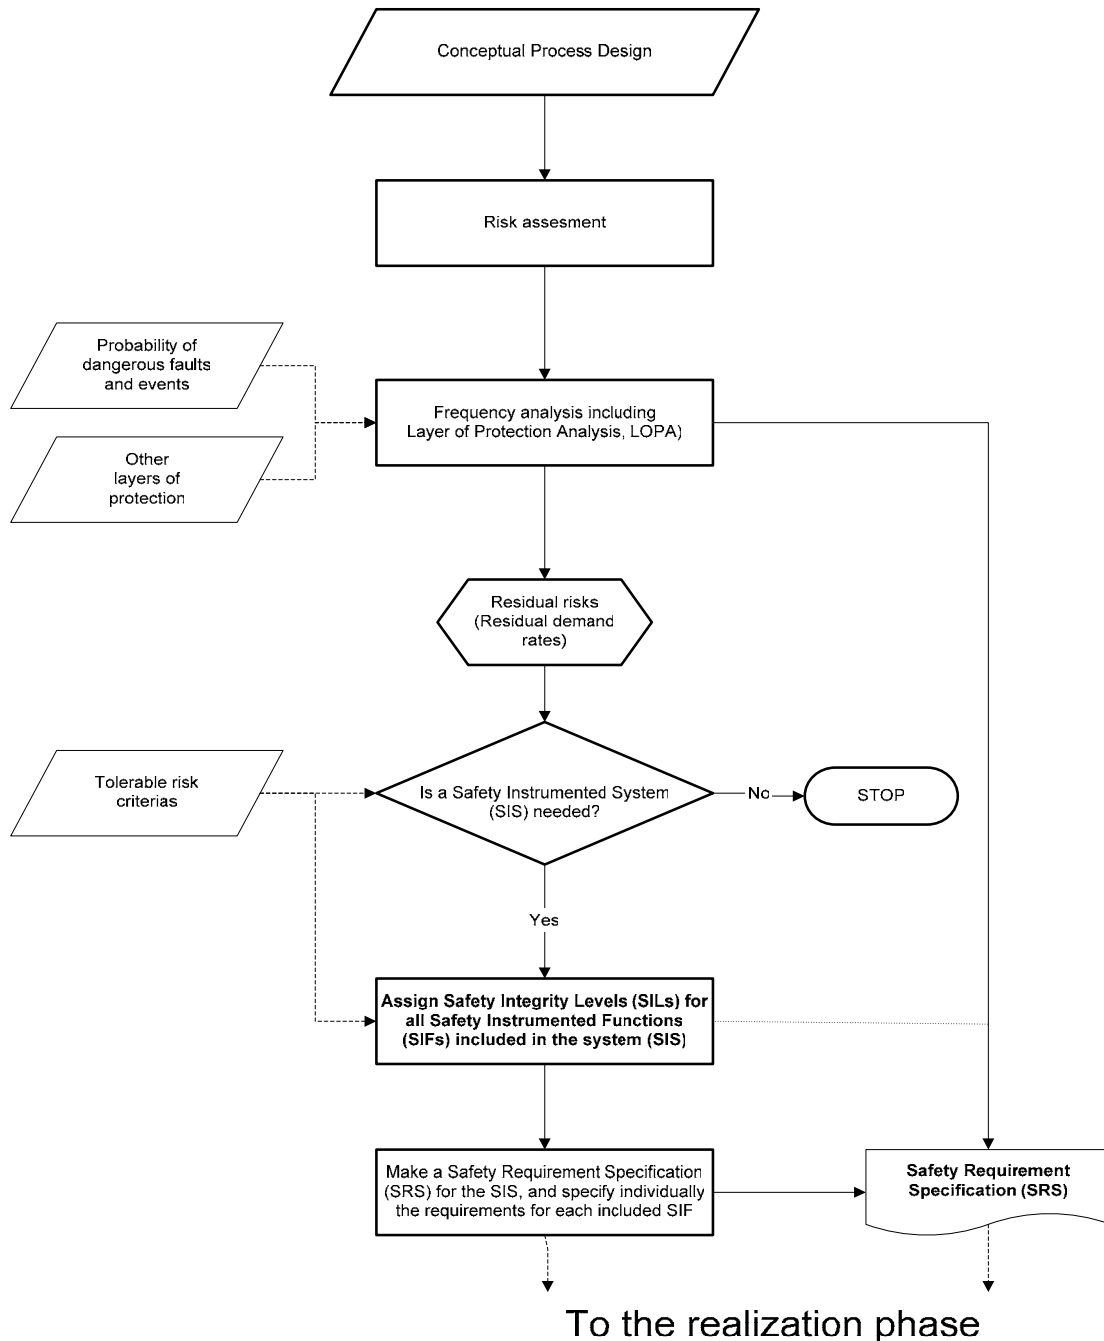 Conceptual Process Design
Risk assesment
Probability of
dangerous faults
and events
Frequency analysis including
Layer of Protection Analysis, LOPA)
Other
layers of
protection
Residual risks
(Residual demand
rates)
Tolerable risk
criterias
Is a Safety Instrumented System
(SIS) needed?
No
STOP
Yes
Assign Safety Integrity Levels (SILs) for
all Safety Instrumented Functions
(SIFs) included in the system (SIS)
Make a Safety Requirement Specification
(SRS) for the SIS, and specify individually
the requirements for each included SIF
Safety Requirement
Specification (SRS)
To the realization phase